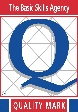 The Basic Skills Agency
Q
QUALITY MARK